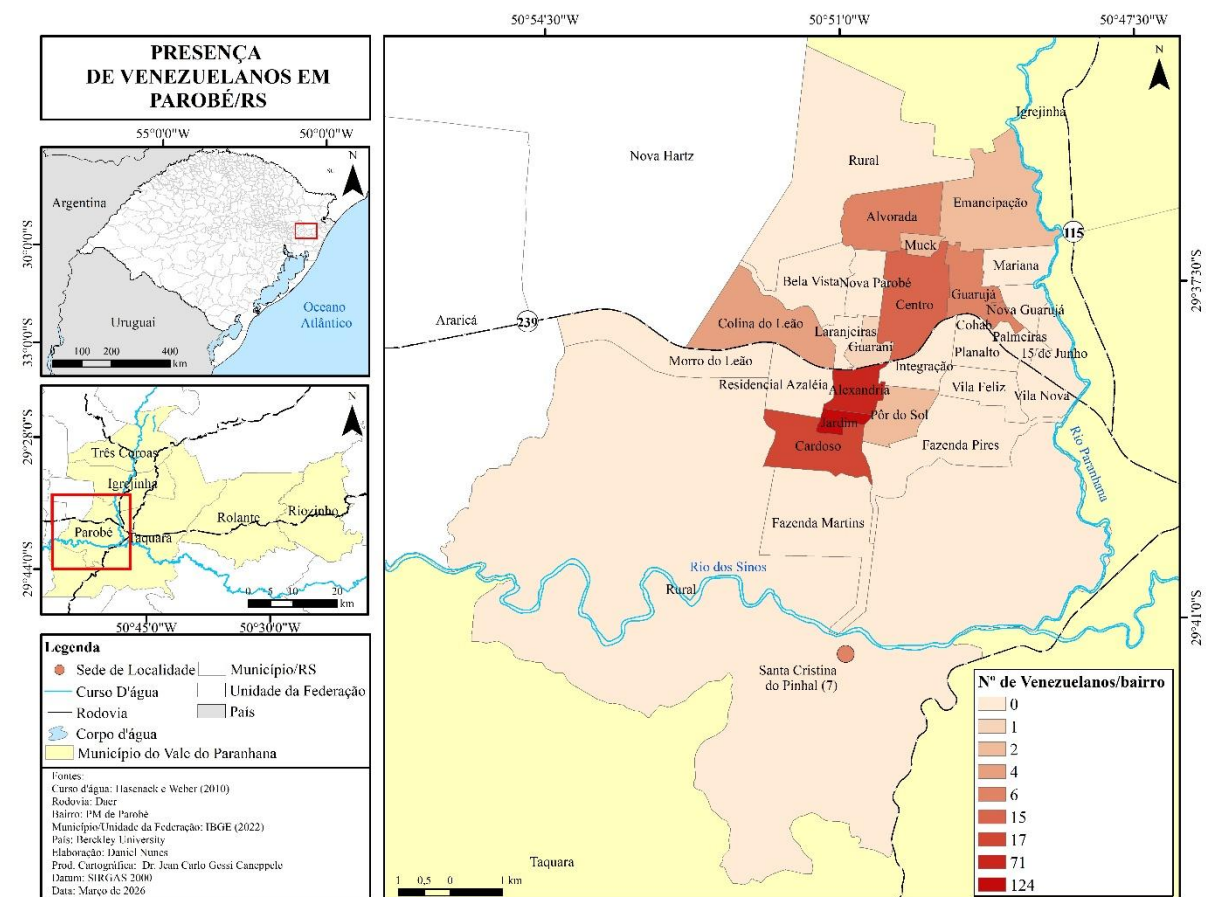 PRESENÇA
DE VENEZUELANOS EM
PAROBÉ/RS
55°0'0"W 50°0'0"W
N
Argentina
Uruguai
Oceano
Atlântico
30°0'0"S
33°0'0"S
100 200 400
km
N
29°28'0"S
29°44'0"S
Três Coroas
Igrejinha
Parobé
Taquara
Rolante
Riozinho
0 5 10 20
km
50°45'0"W 50°30'0"W
Legenda
Sede de Localidade
Município/RS
Curso D'água
Unidade da Federação
Rodovia
País
Corpo d'água
Município do Vale do Paranhana
Fontes:
Curso d'água: Hasenack e Weber (2010)
Rodovia: Daer
Bairro: PM de Parobé
Município/Unidade da Federação: IBGE (2022)
País: Berckley University
Elaboração: Daniel Nunes
Prod. Cartográfica: Dr. Jean Carlo Gessi Caneppele
Datum: SIRGAS 2000
Data: Março de 2026
50°54'30"W 50°51'0"W 50°47'30"W
N
Igrejinha
Nova Hartz
Rural
Emancipação
Alvorada
115
Muck
Mariana
Bela Vista
Nova Parobé
Centro
Guarujá
Nova Guarujá
29°37'30"S
Araricá
239
Colina do Leão
Laranjeiras
Guarani
Cohab
Palmeiras
Planalto
15 de Junho
Morro do Leão
Integração
Residencial Azaléia
Alexandria
Vila Feliz
Vila Nova
Jardim
Pôr do Sol
Cardoso
Fazenda Pires
Rio Paranhana
Fazenda Martins
Rio dos Sinos
Rural
29°41'0"S
Santa Cristina
do Pinhal (7)
Taquara
1 0,5 0 1 km
Nº de Venezuelanos/bairro
0
1
2
4
6
15
17
71
124